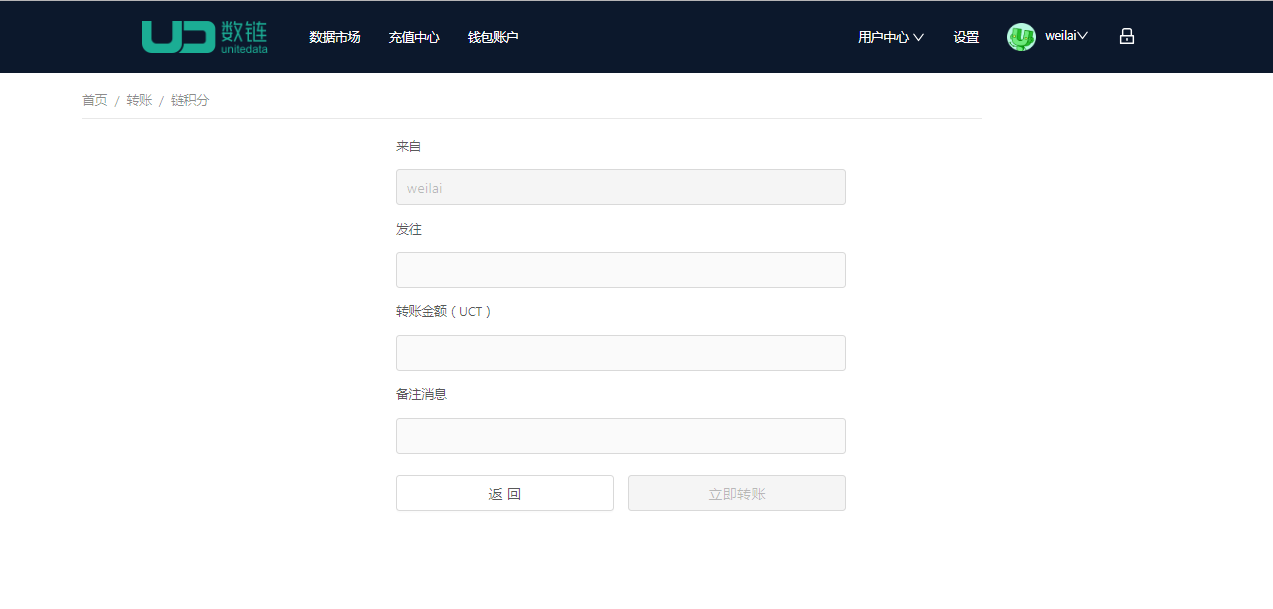 数链
unitedata
数据市场 充值中心 钱包账户 用户中心 设置 weilai
首页 / 转账 / 链积分
来自
weilai
发往
转账金额（UCT）
备注消息
返 回 立即转账